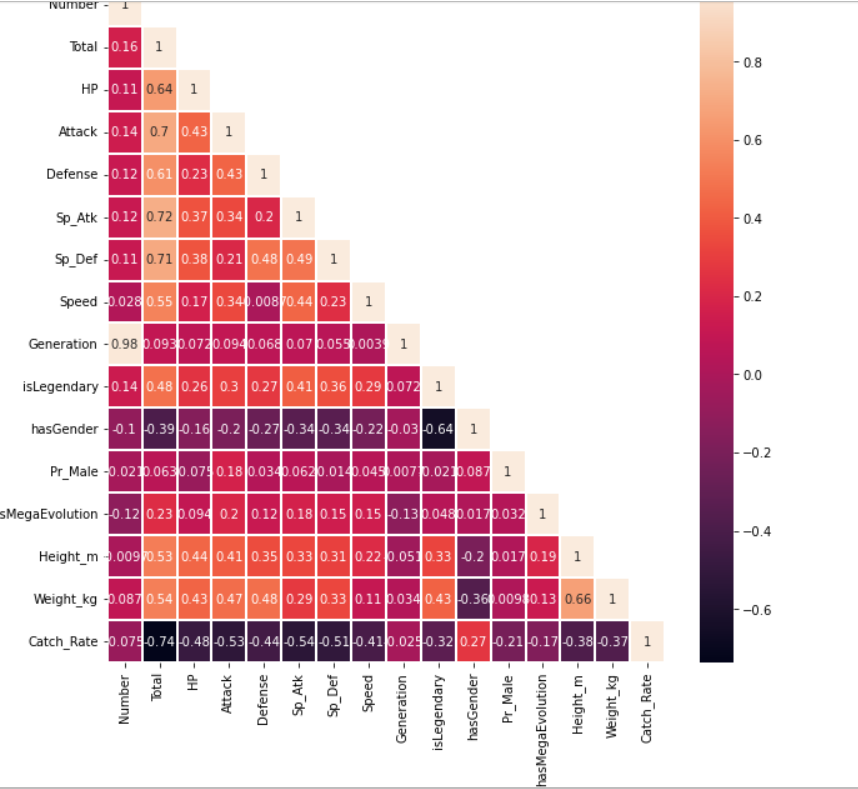 Number 1
Total 0.16 1 0.8
HP 0.11 0.64 1
Attack 0.14 0.7 0.43 1 0.6
Defense 0.12 0.61 0.23 0.43 1
Sp_Atk 0.12 0.72 0.37 0.34 0.2 1 0.4
Sp_Def 0.11 0.71 0.38 0.21 0.48 0.49 1
Speed 0.028 0.55 0.17 0.34 0.0087 0.44 0.23 1 0.2
Generation 0.98 0.093 0.072 0.094 0.068 0.07 0.055 0.0039 1
isLegendary 0.14 0.48 0.26 0.3 0.27 0.41 0.36 0.29 0.072 1 0.0
hasGender -0.1 -0.39 -0.16 -0.2 -0.27 -0.34 -0.34 -0.22 -0.03 -0.64 1
Pr_Male -0.021 0.063 -0.075 0.18 0.034 0.062 0.014 0.045 0.0077 0.021 0.087 1 −0.2
sMegaEvolution -0.12 0.23 0.094 0.2 0.12 0.18 0.15 0.15 -0.13 0.048 0.017 0.032 1
Height_m 0.53 0.44 0.41 0.35 0.33 0.31 0.22 0.051 0.33 -0.2 0.017 0.19 1 −0.4
Weight_kg 0.087 0.54 0.43 0.47 0.48 0.29 0.33 0.11 0.034 0.43 -0.36 0.0098 0.13 0.66 1 −0.6
Catch_Rate -0.075 -0.74 -0.48 -0.53 -0.44 -0.54 -0.51 -0.41 0.025 -0.32 0.27 -0.21 -0.17 -0.38 -0.37 1
Number
Total
HP
Attack
Defense
Sp_Atk
Sp_Def
Speed
Generation
isLegendary
hasGender
Pr_Male
hasMegaEvolution
Height_m
Weight_kg
Catch_Rate